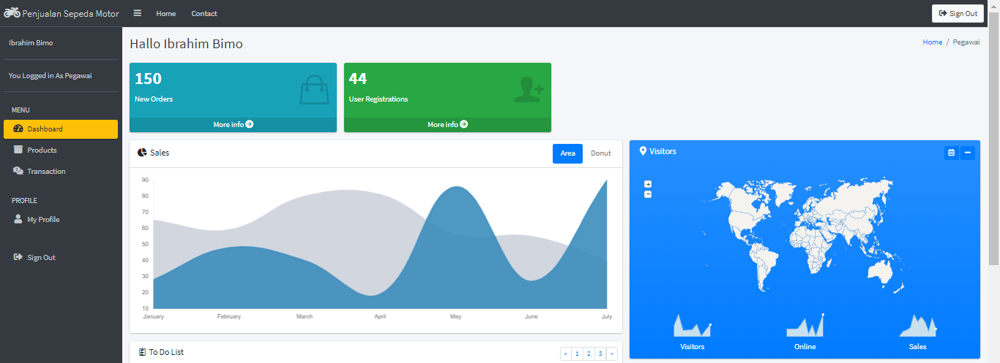 Penjualan Sepeda Motor
Home
Contact
Sign Out
Ibrahim Bimo
You Logged in As Pegawai
MENU
Dashboard
Products
Transaction
PROFILE
My Profile
Sign Out
Hallo Ibrahim Bimo
Home / Pegawai
150
New Orders
More info
44
User Registrations
More info
Sales
Area
Donut
90
80
70
60
50
40
30
20
10
January
February
March
April
May
June
July
Visitors
+
−
Visitors
Online
Sales
To Do List
« 1 2 3 »